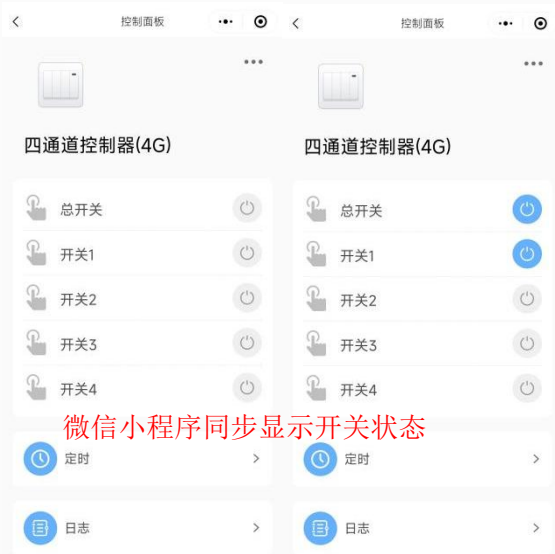 控制面板
四通道控制器(4G)
总开关
开关1
开关2
开关3
开关4
定时
日志
控制面板
四通道控制器(4G)
总开关
开关1
开关2
开关3
开关4
定时
日志
微信小程序同步显示开关状态